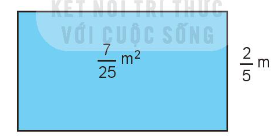 KẾT NỐI TRI THỨC
VỚI CUỘC SỐNG
7/25 m²
2/5 m